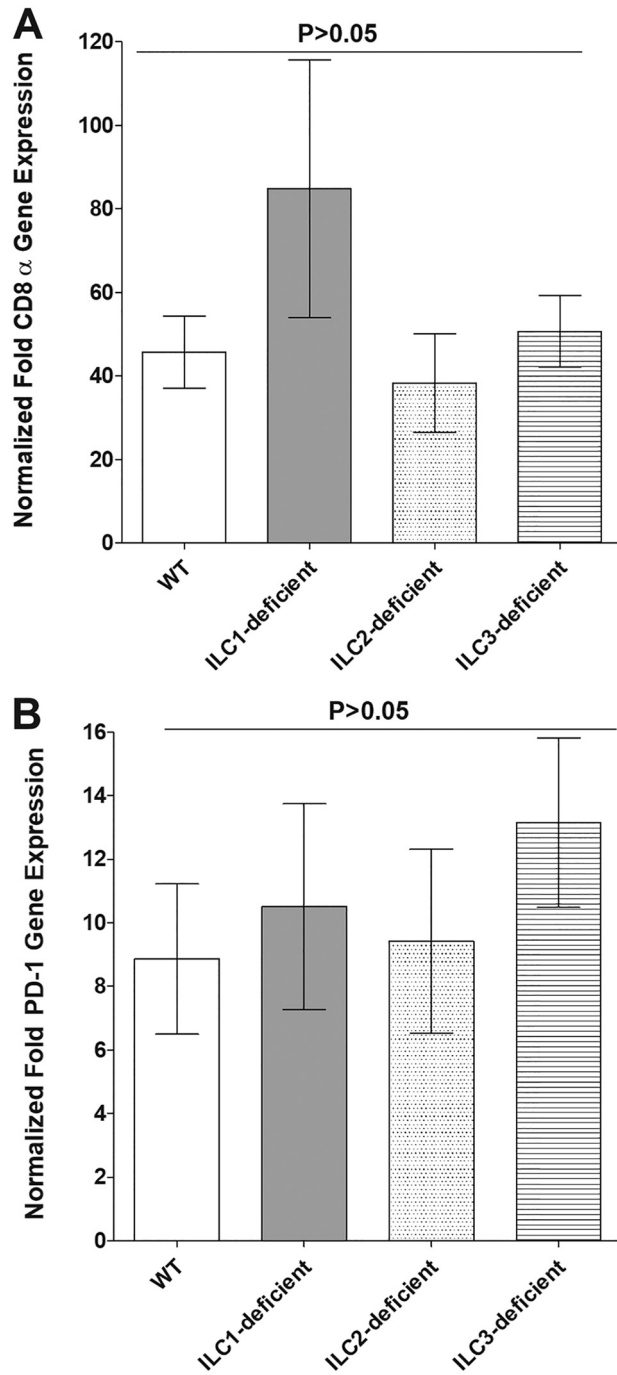 A
P>0.05
Normalized Fold CD8 α Gene Expression
120
100
80
60
40
20
0
WT
ILC1-deficient
ILC2-deficient
ILC3-deficient
B
P>0.05
Normalized Fold PD-1 Gene Expression
16
14
12
10
8
6
4
2
0
WT
ILC1-deficient
ILC2-deficient
ILC3-deficient